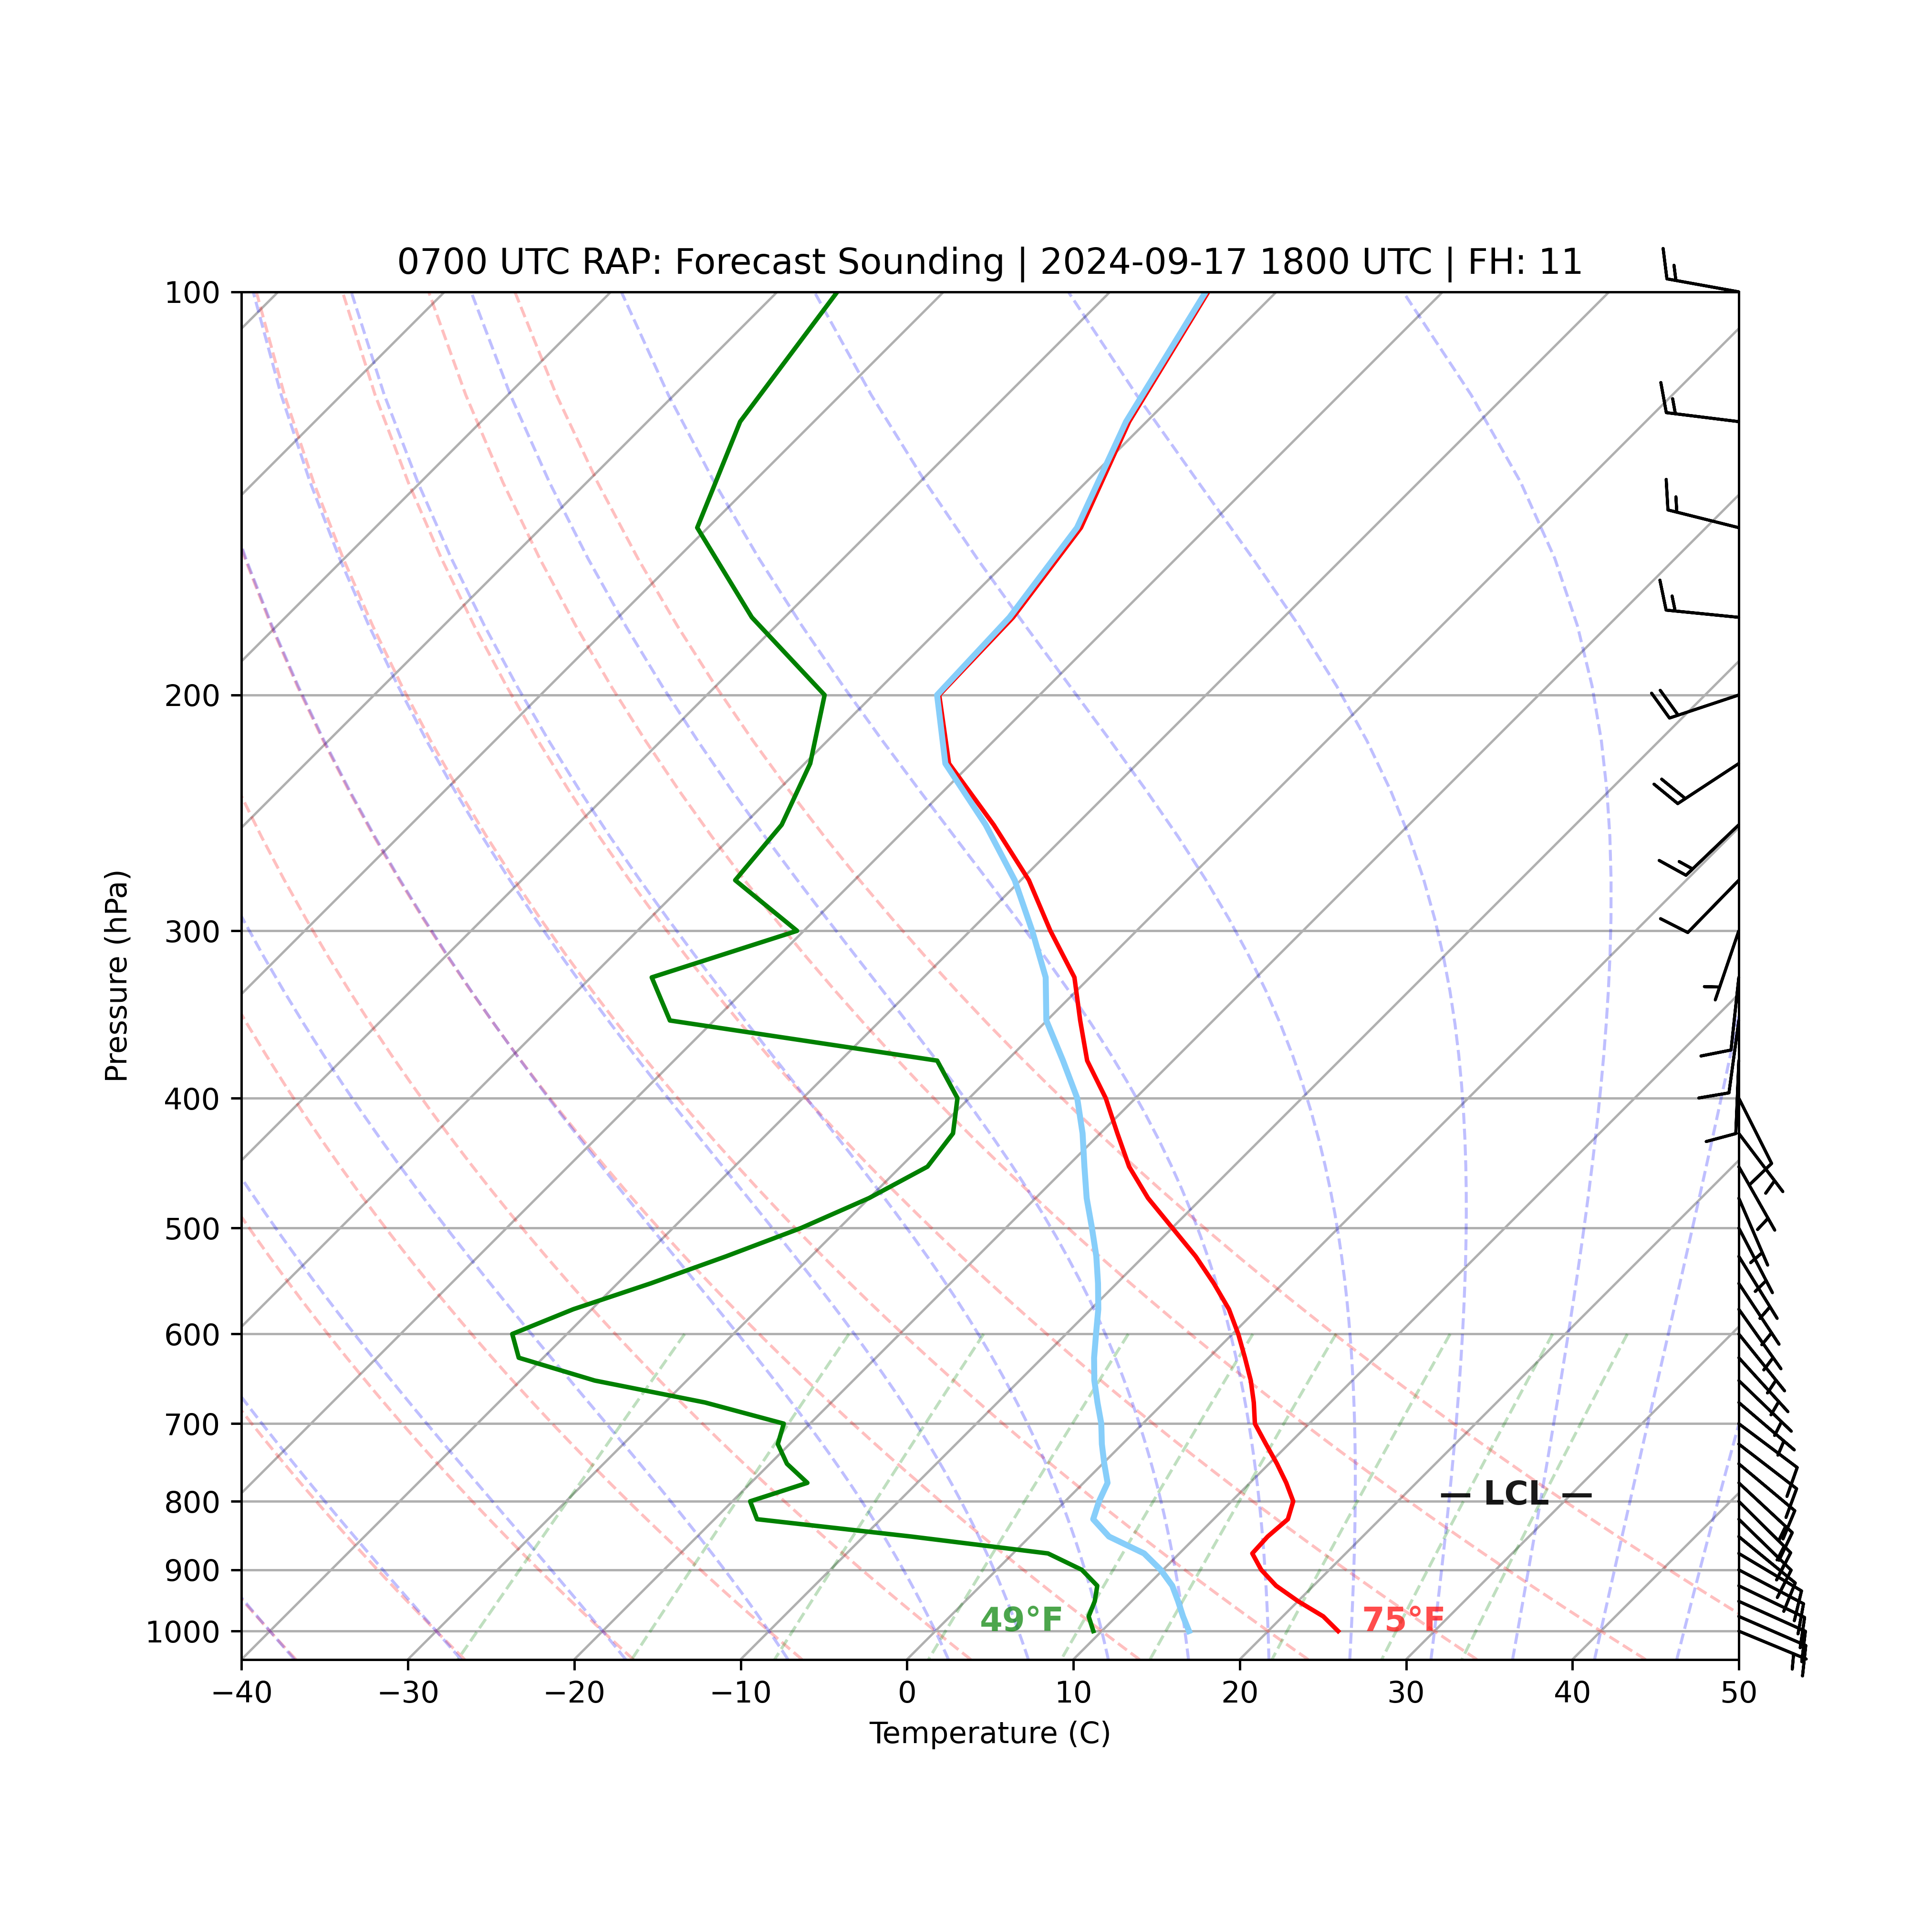 0700 UTC RAP: Forecast Sounding | 2024-09-17 1800 UTC | FH: 11
100
200
300
400
500
600
700
800
900
1000
Pressure (hPa)
— LCL —
49°F
75°F
−40 −30 −20 −10 0 10 20 30 40 50
Temperature (C)